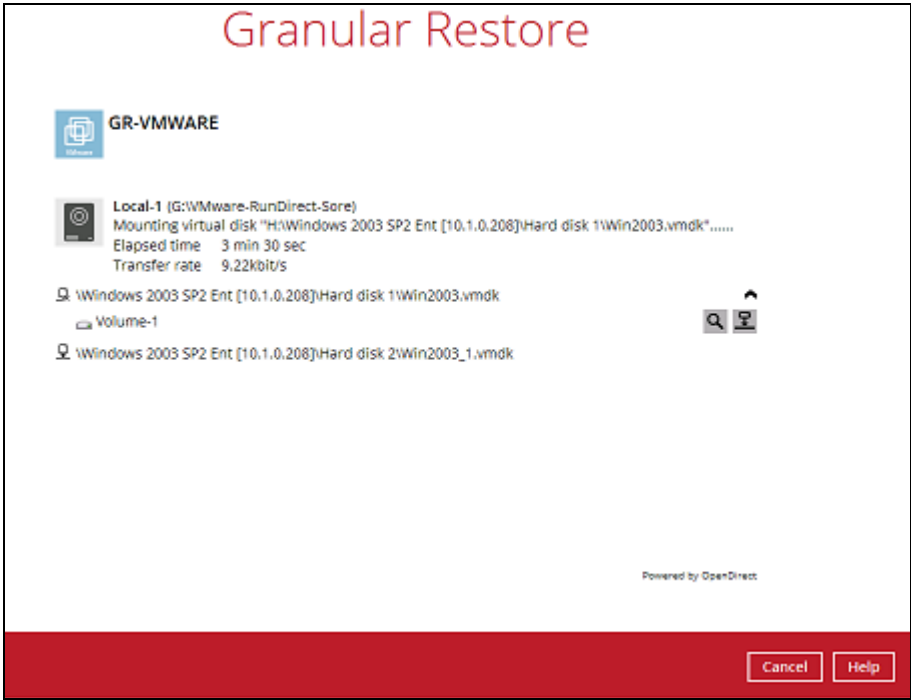 Granular Restore
GR-VMWARE
VMware
Local-1 (G:\VMware-RunDirect-Sore)
Mounting virtual disk "H:\Windows 2003 SP2 Ent [10.1.0.208]\Hard disk 1\Win2003.vmdk"......
Elapsed time 3 min 30 sec
Transfer rate 9.22kbit/s
\Windows 2003 SP2 Ent [10.1.0.208]\Hard disk 1\Win2003.vmdk
Volume-1
\Windows 2003 SP2 Ent [10.1.0.208]\Hard disk 2\Win2003_1.vmdk
Powered by OpenDirect
Cancel Help